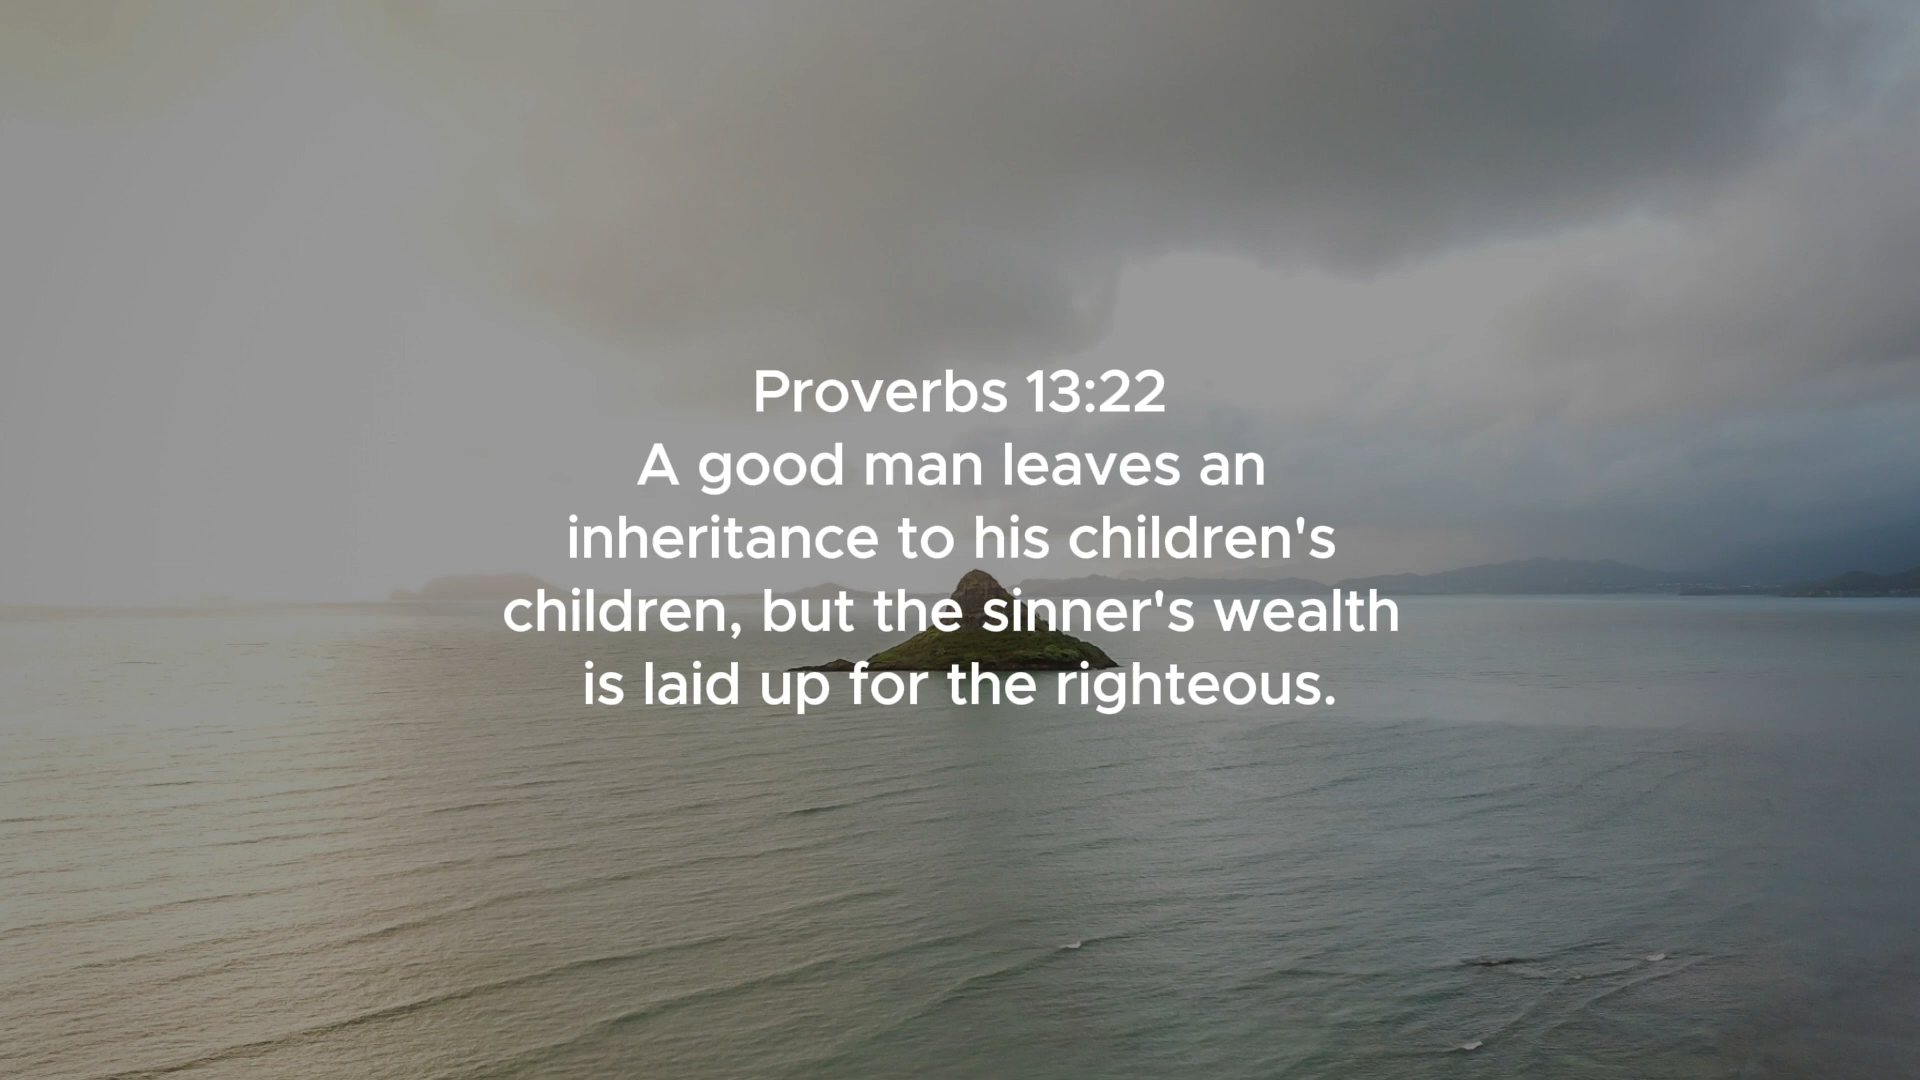 Proverbs 13:22
A good man leaves an
inheritance to his children's
children, but the sinner's wealth
is laid up for the righteous.